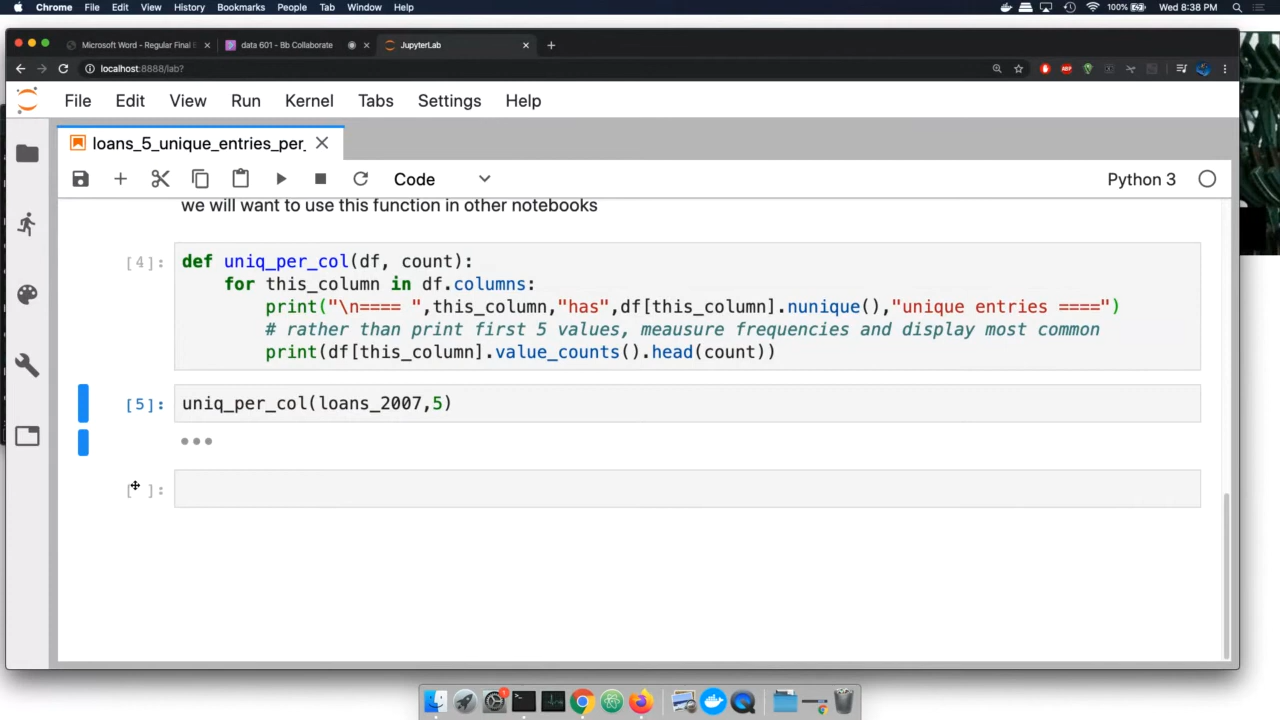 Chrome File Edit View History Bookmarks People Tab Window Help 100% Wed 8:38 PM
Microsoft Word - Regular Final E data 601 - Bb Collaborate JupyterLab
localhost:8888/lab? ABP
File Edit View Run Kernel Tabs Settings Help
loans_5_unique_entries_per_
Code Python 3
we will want to use this function in other notebooks
[4]: def uniq_per_col(df, count):
for this_column in df.columns:
print("\n==== ",this_column,"has",df[this_column].nunique(),"unique entries ====")
# rather than print first 5 values, meausure frequencies and display most common
print(df[this_column].value_counts().head(count))
[5]: uniq_per_col(loans_2007,5)
[ ]: